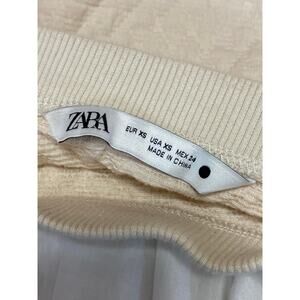 ZARA
EUR XS USA XS MEX 24
MADE IN CHINA